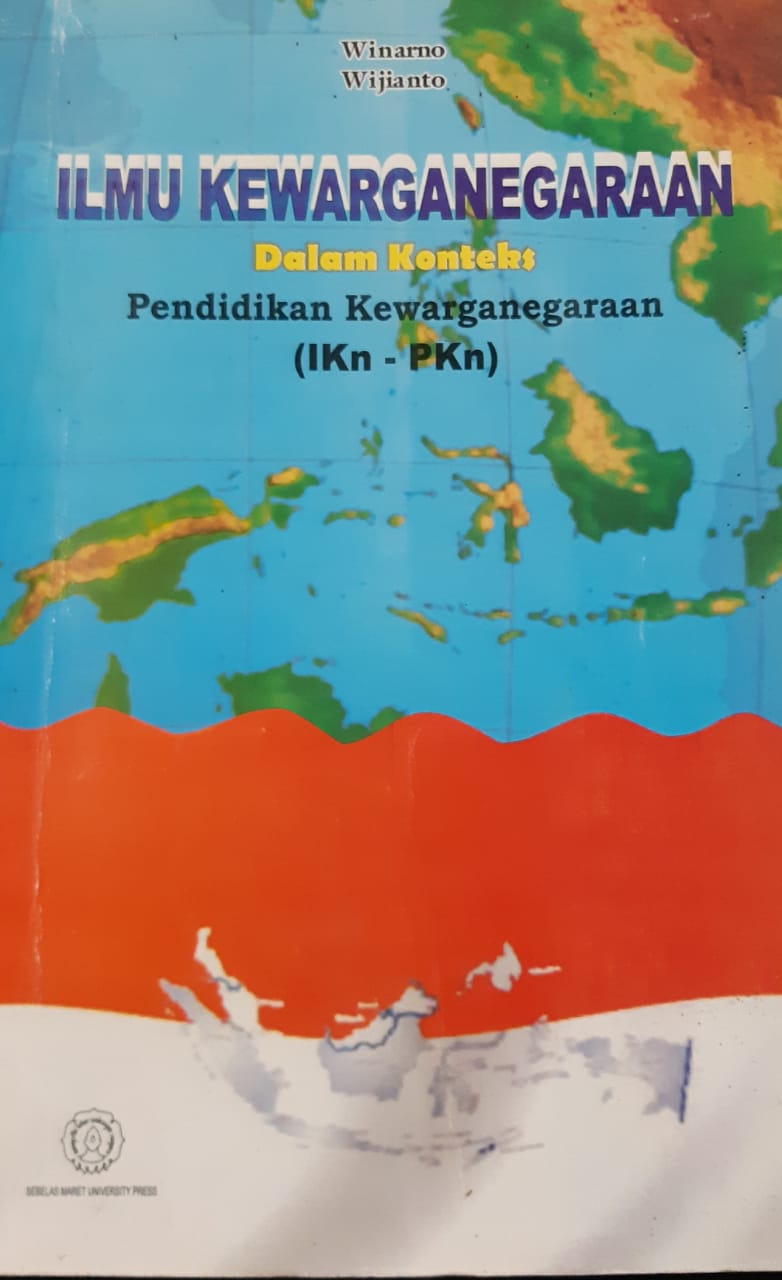 Winarno
Wijianto
ILMU KEWARGANEGARAAN
Dalam Konteks
Pendidikan Kewarganegaraan
(IKn - PKn)
SEBELAS MARET UNIVERSITY PRESS